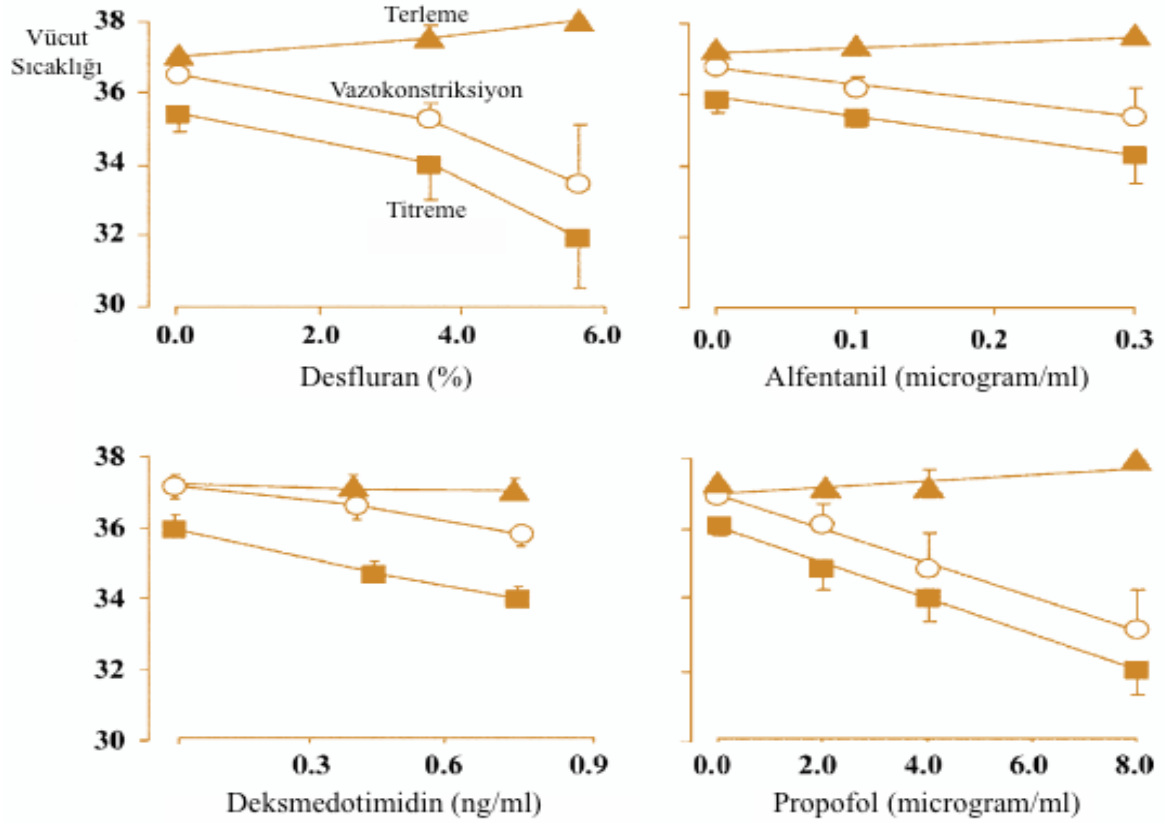 38
Vücut
Sıcaklığı
36
34
32
30
Terleme
Vazokonstriksiyon
Titreme
0.0 2.0 4.0 6.0
Desfluran (%)
0.0 0.1 0.2 0.3
Alfentanil (microgram/ml)
38
36
34
32
30
0.3 0.6 0.9
Deksmedotimidin (ng/ml)
0.0 2.0 4.0 6.0 8.0
Propofol (microgram/ml)